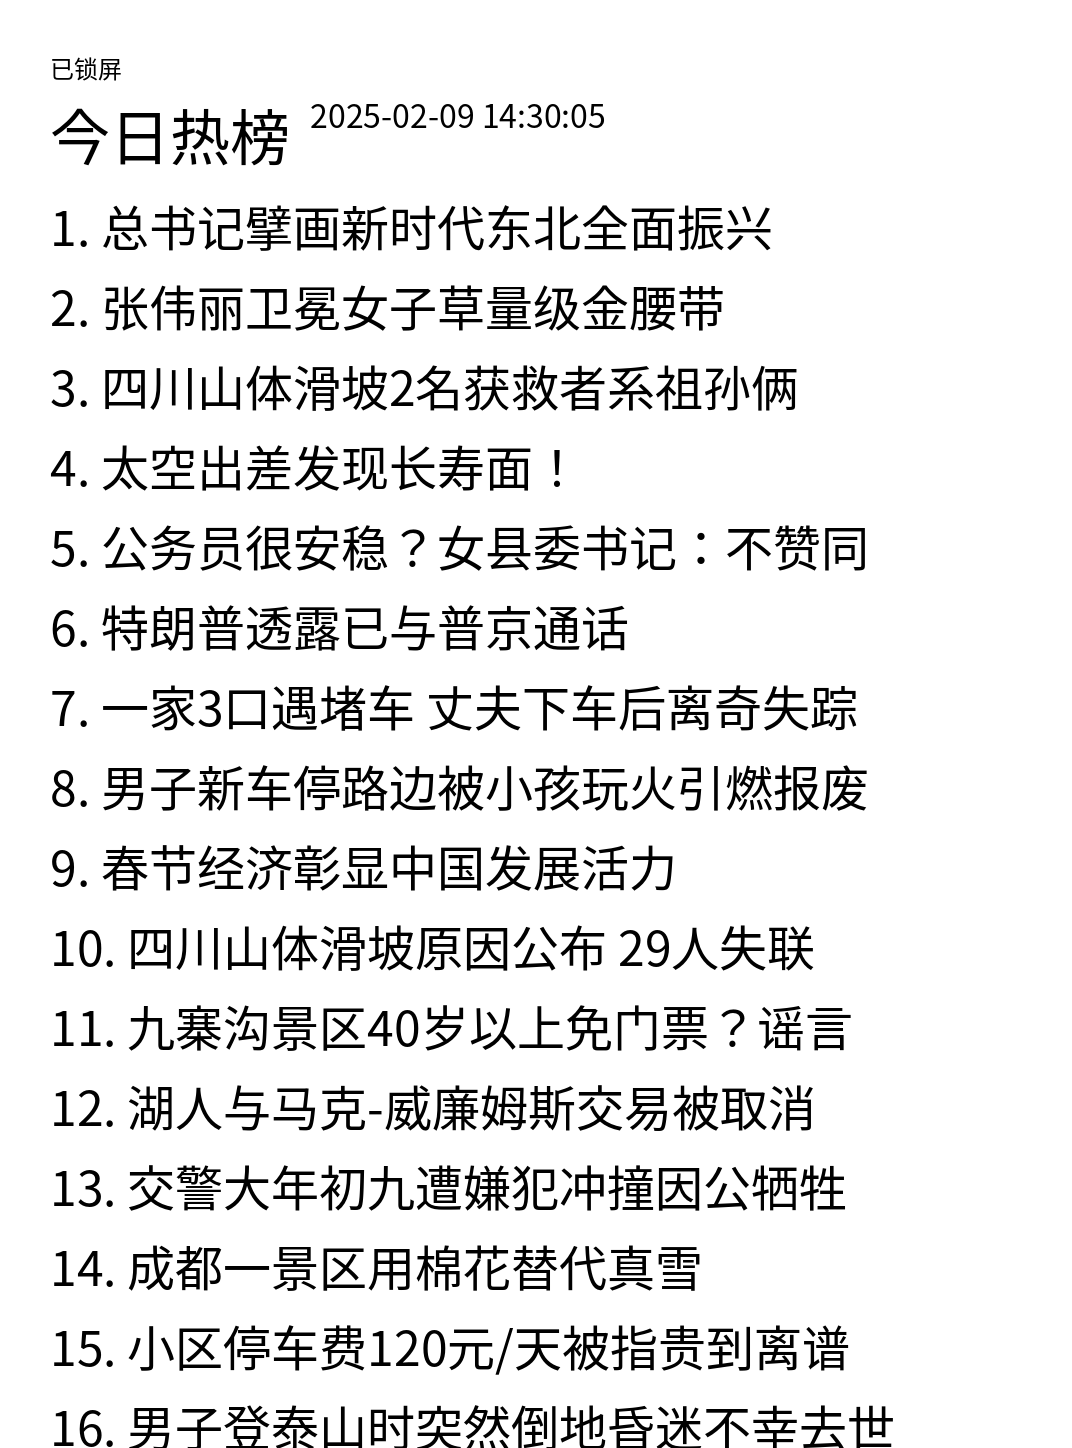 已锁屏
今日热榜 2025-02-09 14:30:05
1. 总书记擘画新时代东北全面振兴
2. 张伟丽卫冕女子草量级金腰带
3. 四川山体滑坡2名获救者系祖孙俩
4. 太空出差发现长寿面！
5. 公务员很安稳？女县委书记：不赞同
6. 特朗普透露已与普京通话
7. 一家3口遇堵车 丈夫下车后离奇失踪
8. 男子新车停路边被小孩玩火引燃报废
9. 春节经济彰显中国发展活力
10. 四川山体滑坡原因公布 29人失联
11. 九寨沟景区40岁以上免门票？谣言
12. 湖人与马克-威廉姆斯交易被取消
13. 交警大年初九遭嫌犯冲撞因公牺牲
14. 成都一景区用棉花替代真雪
15. 小区停车费120元/天被指贵到离谱
16. 男子登泰山时突然倒地昏迷不幸去世